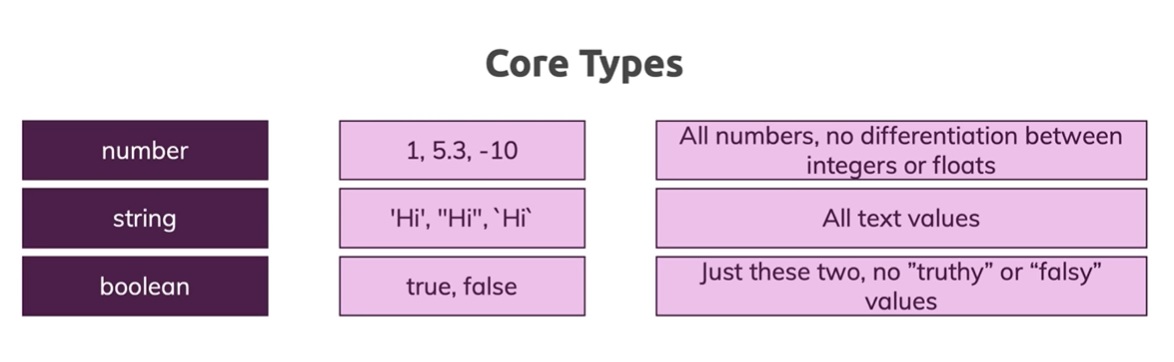 Core Types
number
1, 5.3, -10
All numbers, no differentiation between
integers or floats
string
'Hi', "Hi", `Hi`
All text values
boolean
true, false
Just these two, no ”truthy” or “falsy”
values